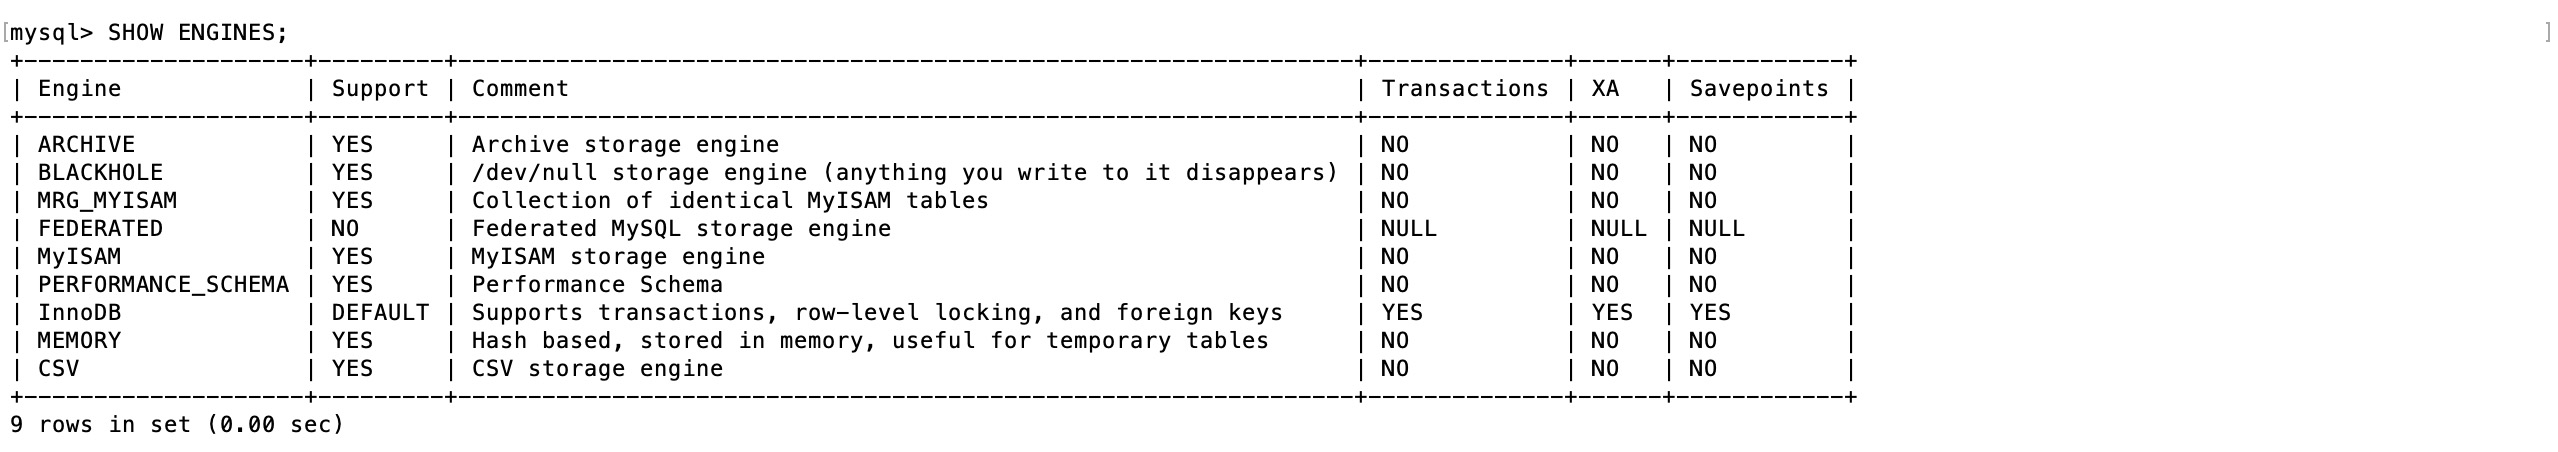 [mysql> SHOW ENGINES; ]
+--------------------+---------+----------------------------------------------------------------+--------------+------+------------+
| Engine             | Support | Comment                                                        | Transactions | XA   | Savepoints |
+--------------------+---------+----------------------------------------------------------------+--------------+------+------------+
| ARCHIVE            | YES     | Archive storage engine                                         | NO           | NO   | NO         |
| BLACKHOLE          | YES     | /dev/null storage engine (anything you write to it disappears) | NO           | NO   | NO         |
| MRG_MYISAM         | YES     | Collection of identical MyISAM tables                          | NO           | NO   | NO         |
| FEDERATED          | NO      | Federated MySQL storage engine                                 | NULL         | NULL | NULL       |
| MyISAM             | YES     | MyISAM storage engine                                          | NO           | NO   | NO         |
| PERFORMANCE_SCHEMA | YES     | Performance Schema                                             | NO           | NO   | NO         |
| InnoDB             | DEFAULT | Supports transactions, row-level locking, and foreign keys     | YES          | YES  | YES        |
| MEMORY             | YES     | Hash based, stored in memory, useful for temporary tables      | NO           | NO   | NO         |
| CSV                | YES     | CSV storage engine                                             | NO           | NO   | NO         |
+--------------------+---------+----------------------------------------------------------------+--------------+------+------------+
9 rows in set (0.00 sec)